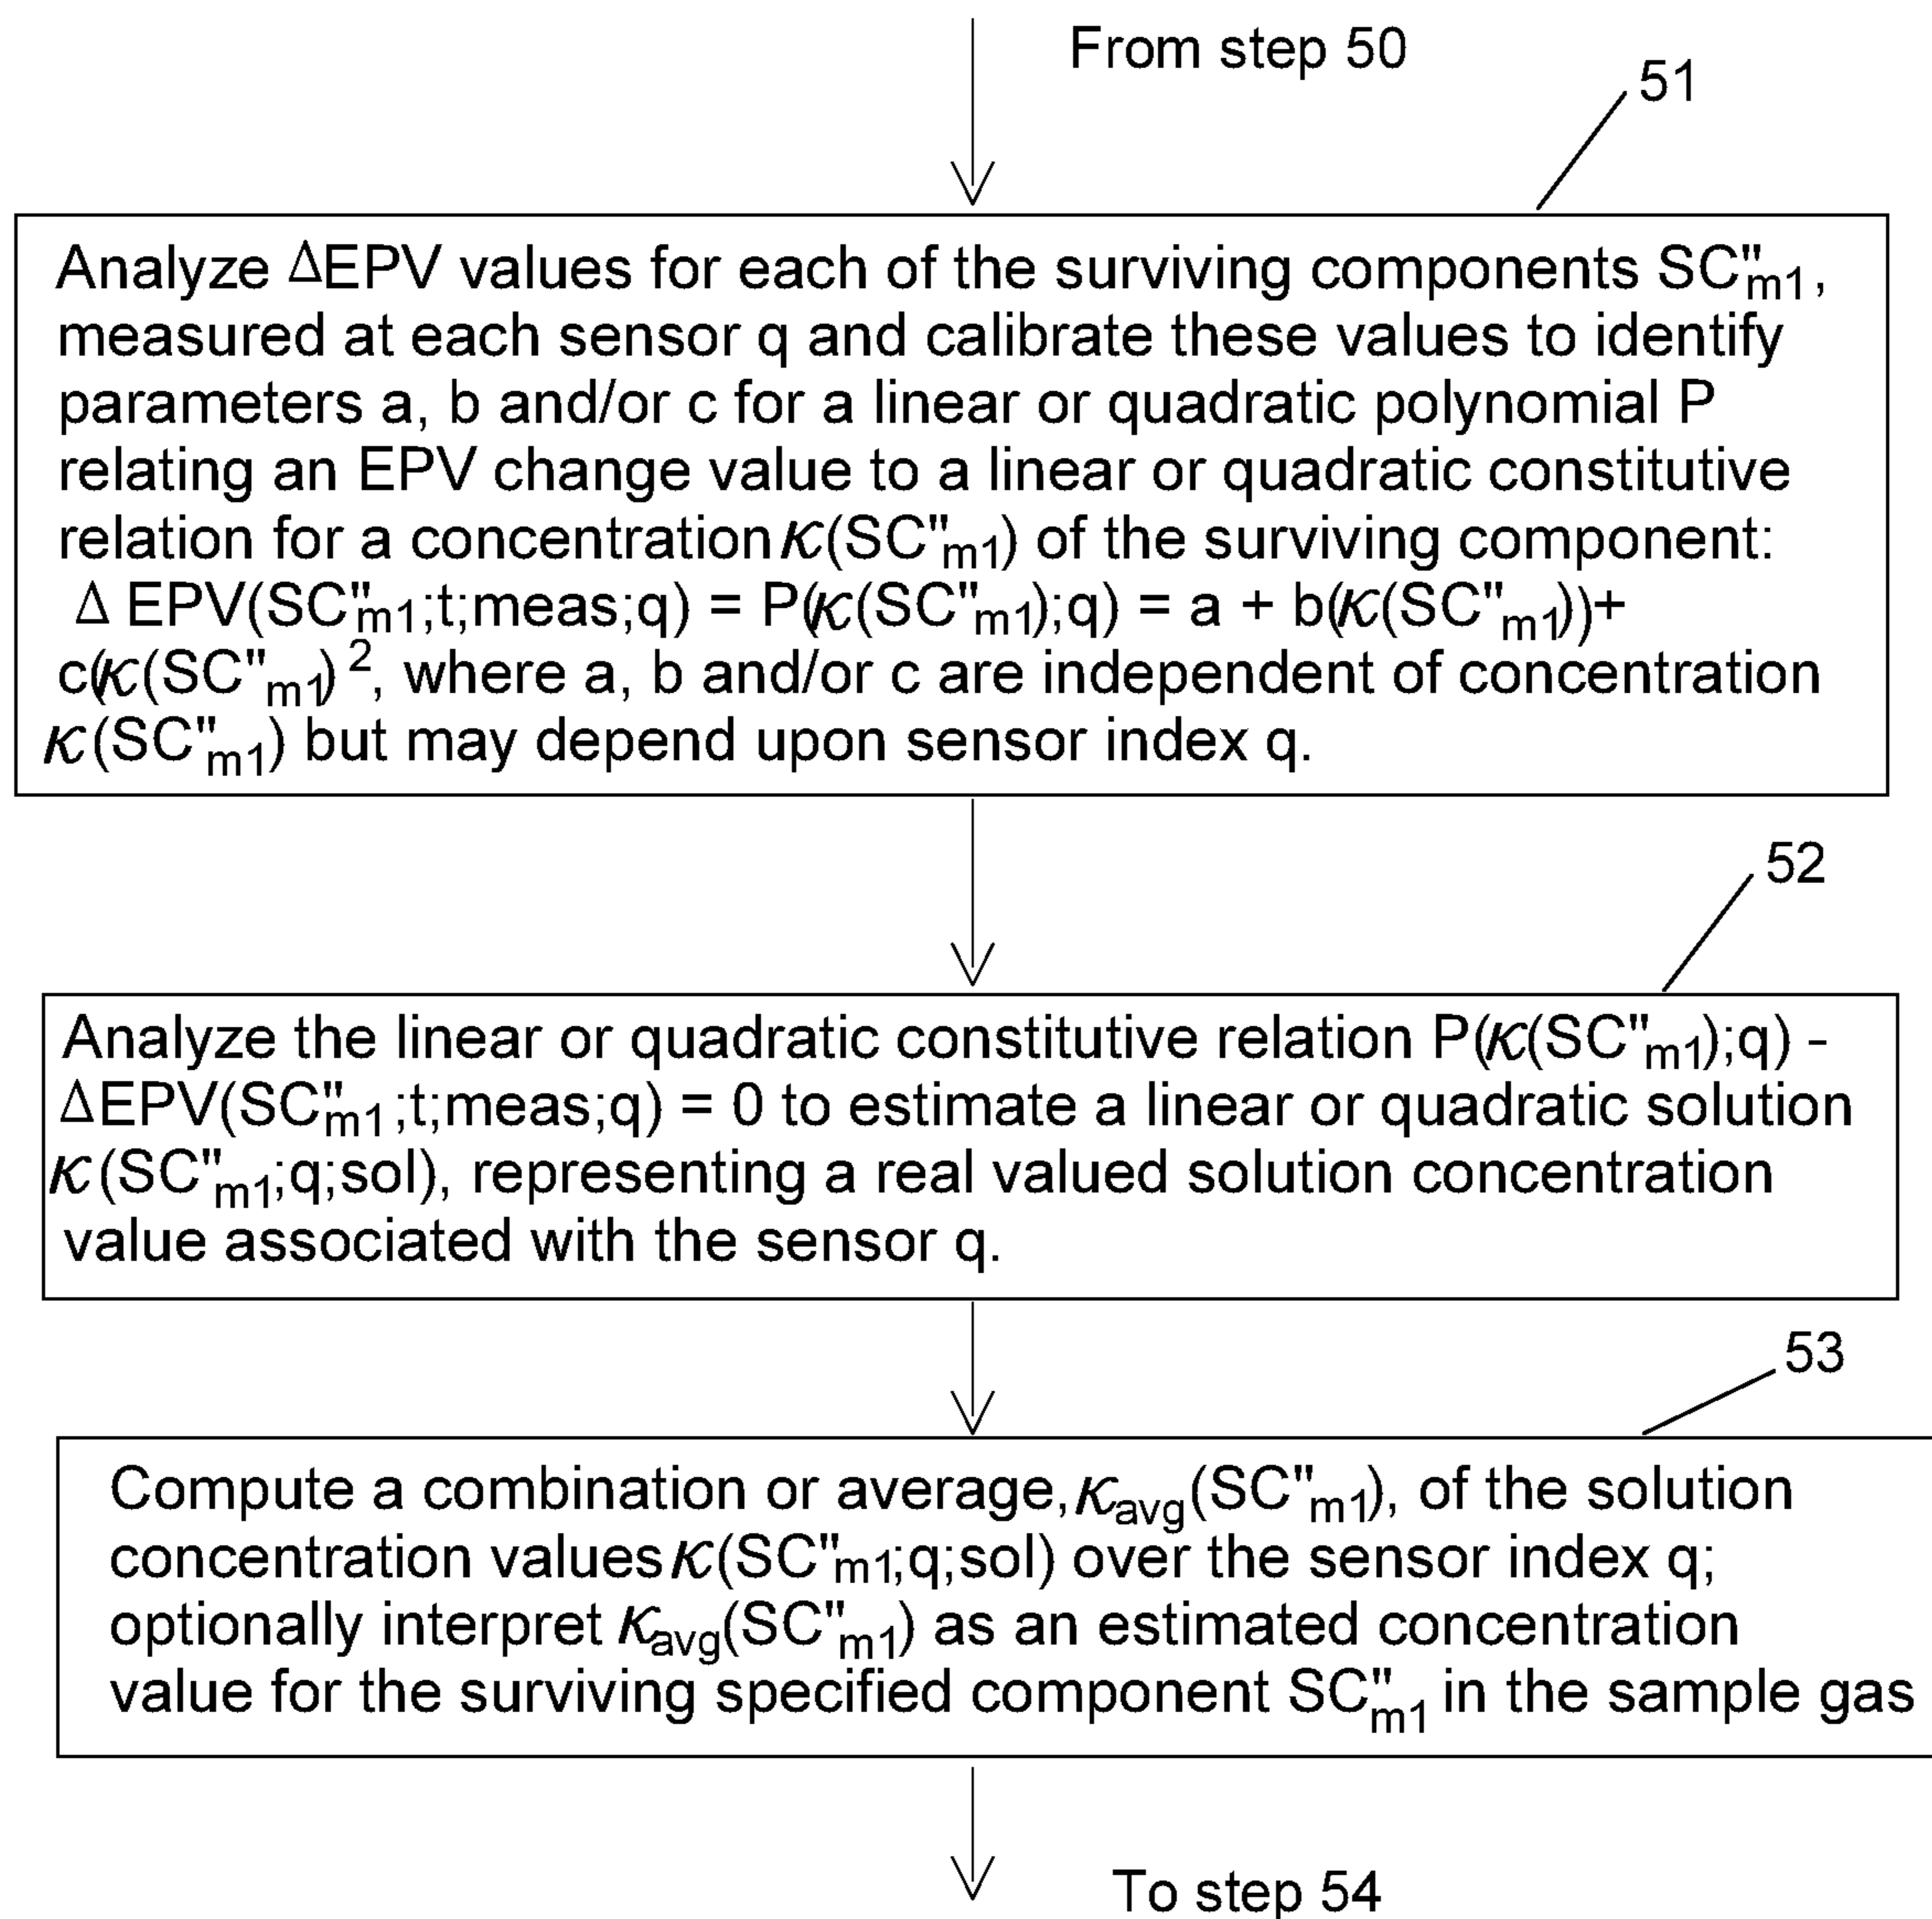 From step 50
51
Analyze ΔEPV values for each of the surviving components SC"m1,
measured at each sensor q and calibrate these values to identify
parameters a, b and/or c for a linear or quadratic polynomial P
relating an EPV change value to a linear or quadratic constitutive
relation for a concentration κ(SC"m1) of the surviving component:
Δ EPV(SC"m1;t;meas;q) = P(κ(SC"m1);q) = a + b(κ(SC"m1))+
c(κ(SC"m1)², where a, b and/or c are independent of concentration
κ(SC"m1) but may depend upon sensor index q.
52
Analyze the linear or quadratic constitutive relation P(κ(SC"m1);q) -
ΔEPV(SC"m1;t;meas;q) = 0 to estimate a linear or quadratic solution
κ(SC"m1;q;sol), representing a real valued solution concentration
value associated with the sensor q.
53
Compute a combination or average, κavg(SC"m1), of the solution
concentration values κ(SC"m1;q;sol) over the sensor index q;
optionally interpret κavg(SC"m1) as an estimated concentration
value for the surviving specified component SC"m1 in the sample gas
To step 54